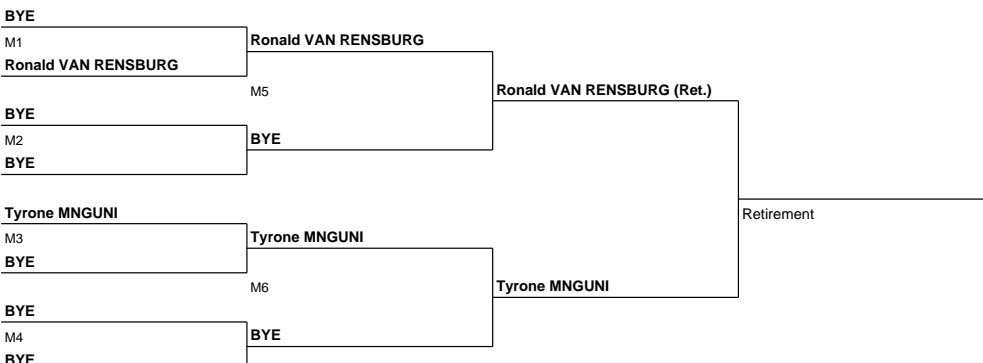 BYE
M1
Ronald VAN RENSBURG
Ronald VAN RENSBURG
M5
Ronald VAN RENSBURG (Ret.)
BYE
M2
BYE
BYE
Retirement
Tyrone MNGUNI
M3
BYE
Tyrone MNGUNI
M6
Tyrone MNGUNI
BYE
M4
BYE
BYE